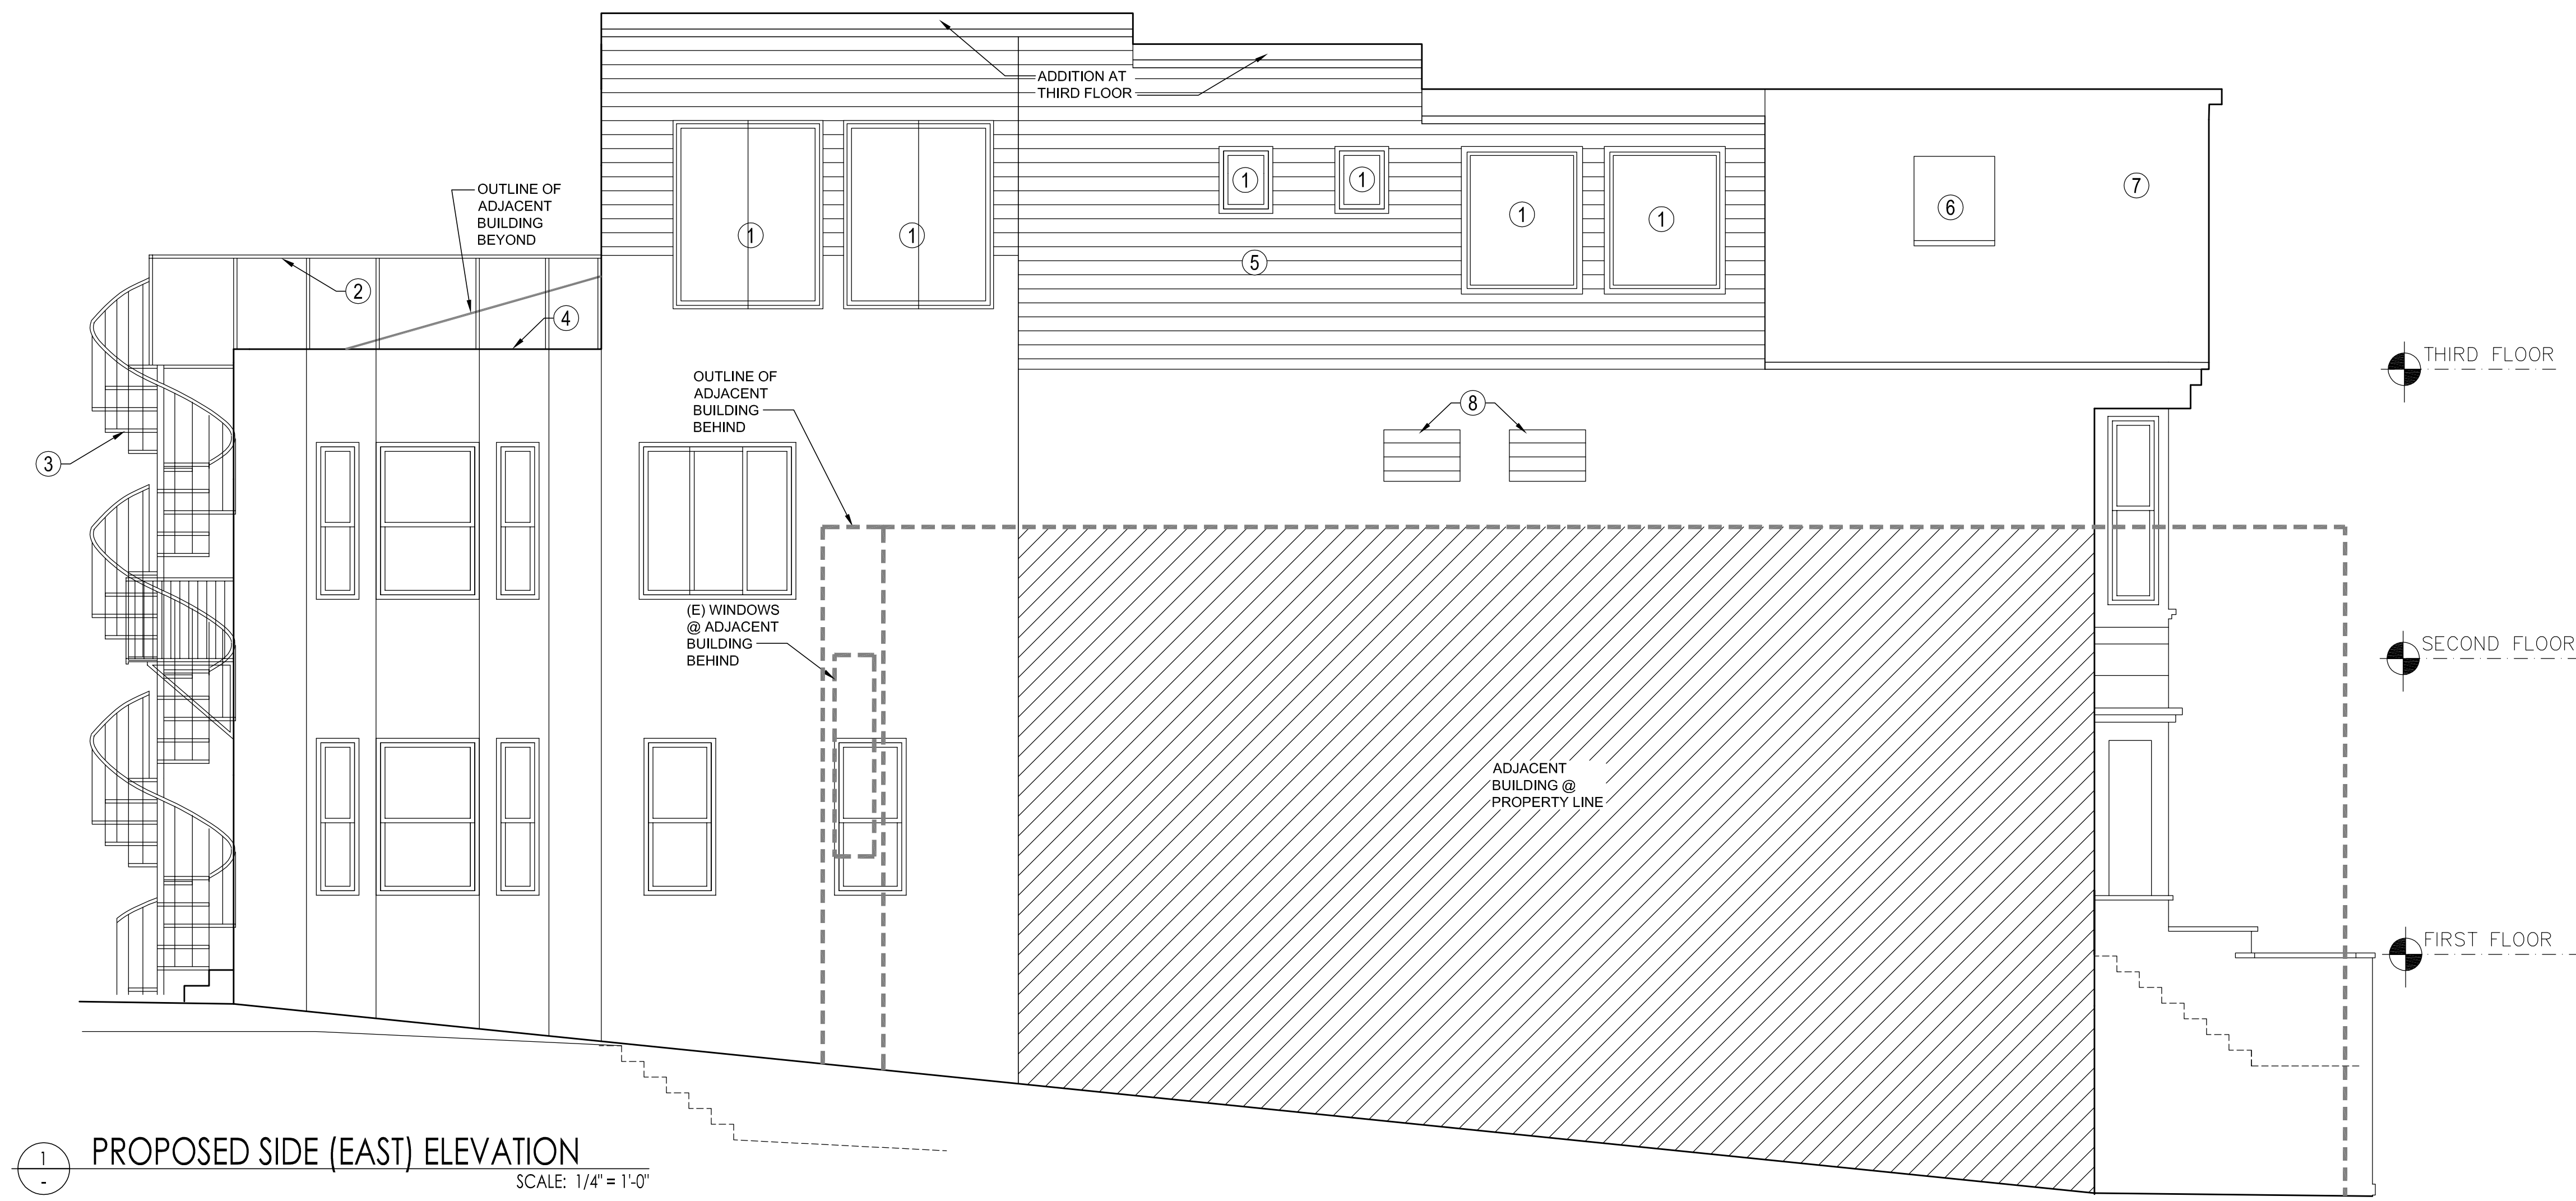 ADDITION AT
THIRD FLOOR
OUTLINE OF
ADJACENT
BUILDING
BEYOND
1
1
1
1
1
1
6
7
5
2
4
THIRD FLOOR
OUTLINE OF
ADJACENT
BUILDING
BEHIND
8
3
(E) WINDOWS
@ ADJACENT
BUILDING
BEHIND
SECOND FLOOR
ADJACENT
BUILDING @
PROPERTY LINE
FIRST FLOOR
1
-
PROPOSED SIDE (EAST) ELEVATION
SCALE: 1/4" = 1'-0"